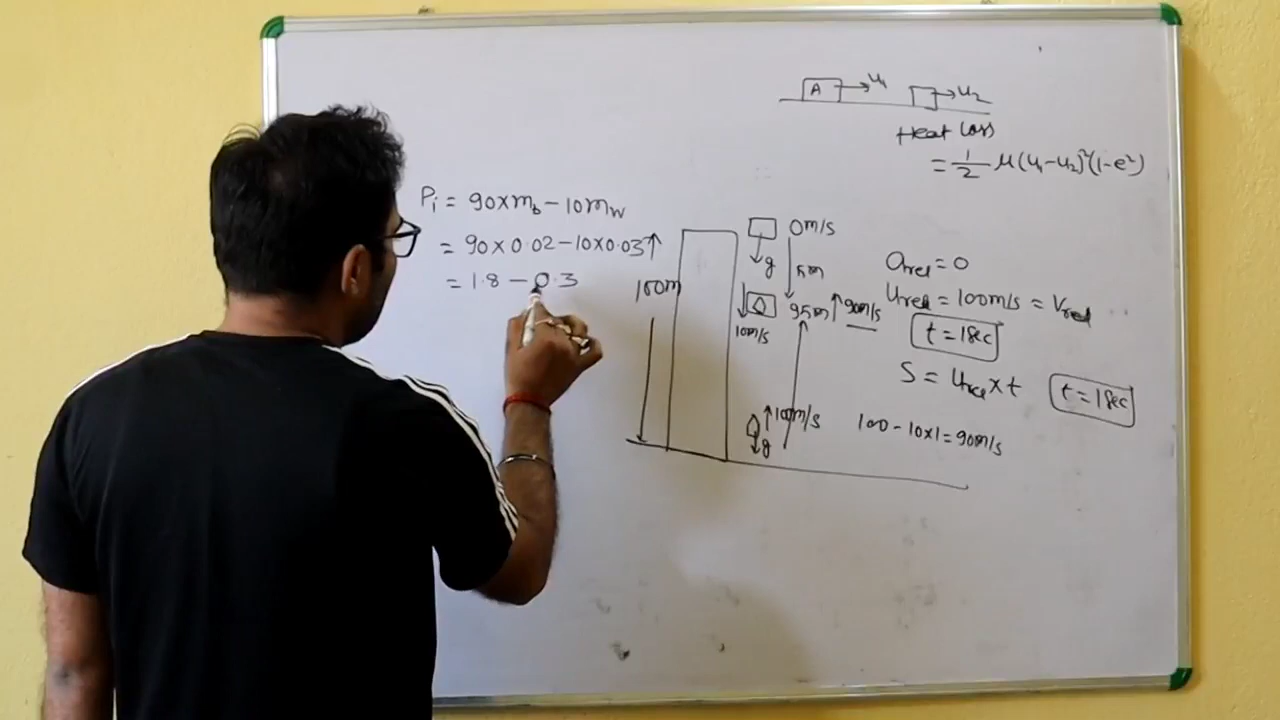 A →u₁ →u₂
Heat Loss
= 1/2 μ(u₁-u₂)²(1-e²)
Pi = 90×mb - 10mw
= 90×0.02-10×0.03↑
= 1.8 - 0.3
100m
0m/s
g
5m
95m ↑90m/s
10m/s
↑100m/s
g
arel = 0
Urel = 100m/s = Vrel
t = 1sec
S = Urel×t
t = 1sec
100-10×1=90m/s